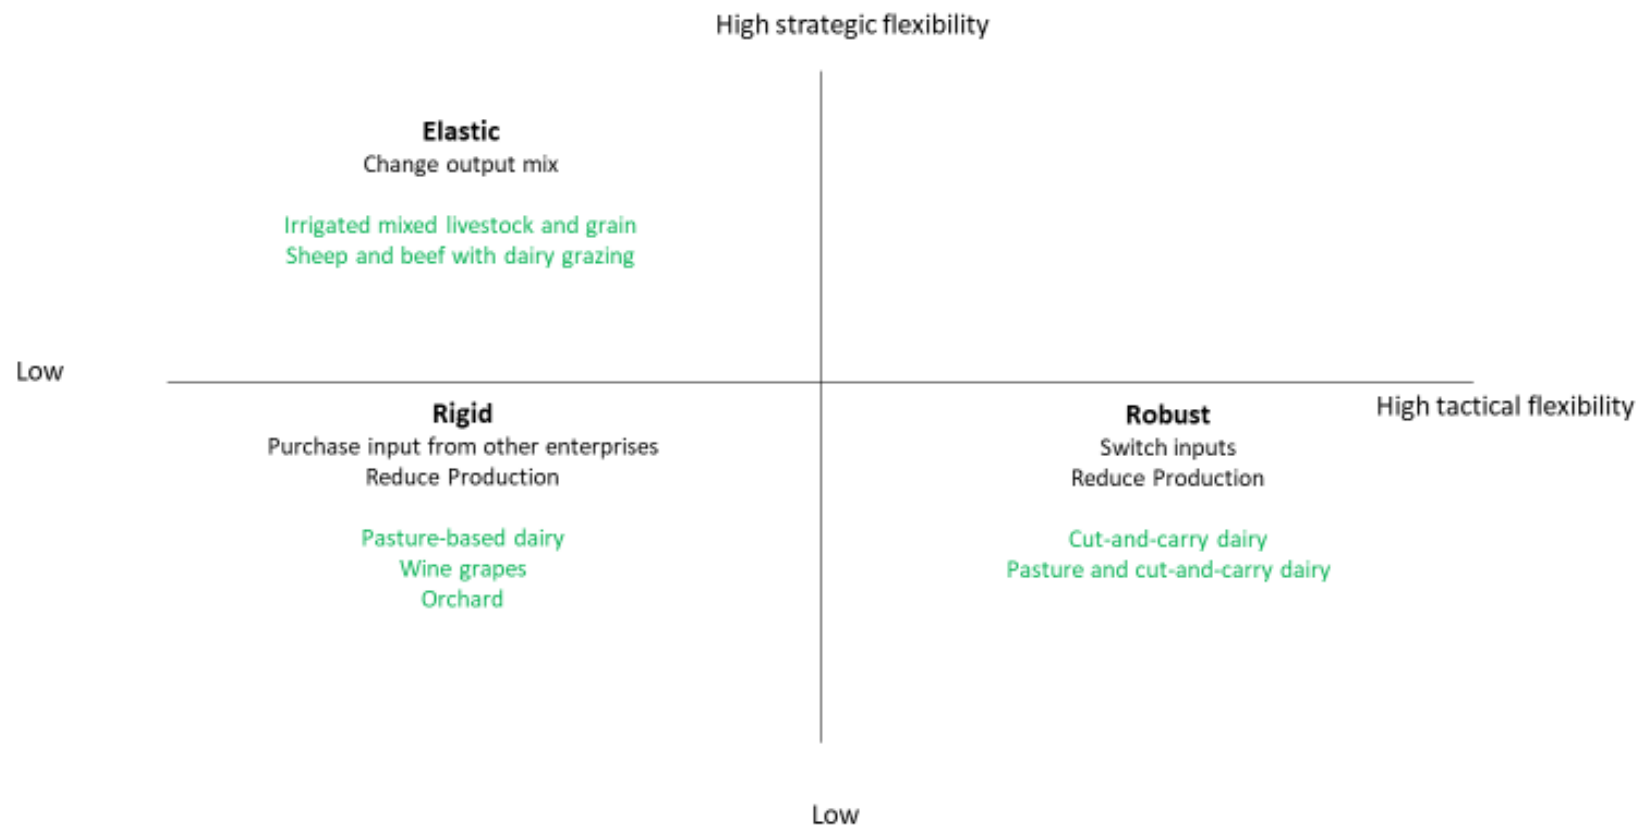 High strategic flexibility
Elastic
Change output mix
Irrigated mixed livestock and grain
Sheep and beef with dairy grazing
Low
High tactical flexibility
Rigid
Purchase input from other enterprises
Reduce Production
Pasture-based dairy
Wine grapes
Orchard
Robust
Switch inputs
Reduce Production
Cut-and-carry dairy
Pasture and cut-and-carry dairy
Low